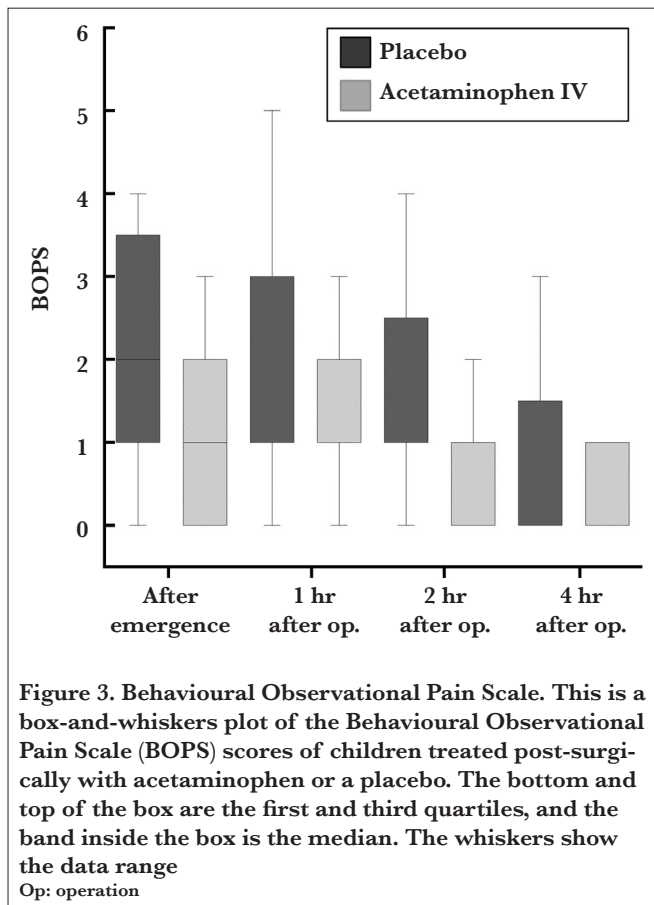 6
5
4
3
2
1
0
BOPS
Placebo
Acetaminophen IV
After
emergence
1 hr
after op.
2 hr
after op.
4 hr
after op.
Figure 3. Behavioural Observational Pain Scale. This is a
box-and-whiskers plot of the Behavioural Observational
Pain Scale (BOPS) scores of children treated post-surgi-
cally with acetaminophen or a placebo. The bottom and
top of the box are the first and third quartiles, and the
band inside the box is the median. The whiskers show
the data range
Op: operation